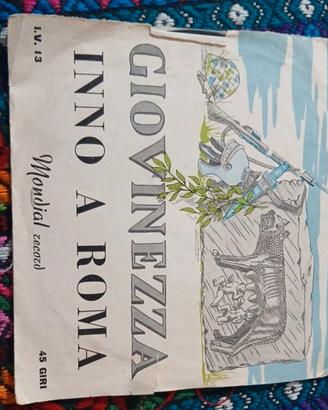 GIOVINEZZA
INNO A ROMA
I.V. 13
Mondial record
45 GIRI